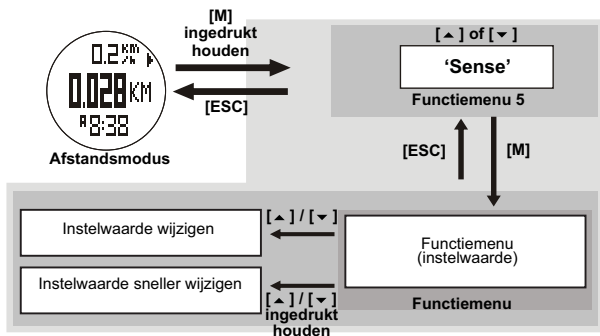 [M]
ingedrukt
houden
0.2 KM/h
0.028 KM
A 8:38
[ESC]
Afstandsmodus
[▲] of [▼]
‘Sense’
Functiemenu 5
[ESC]
[M]
Instelwaarde wijzigen
[▲] / [▼]
Functiemenu
(instelwaarde)
Instelwaarde sneller wijzigen
[▲] / [▼]
ingedrukt
houden
Functiemenu